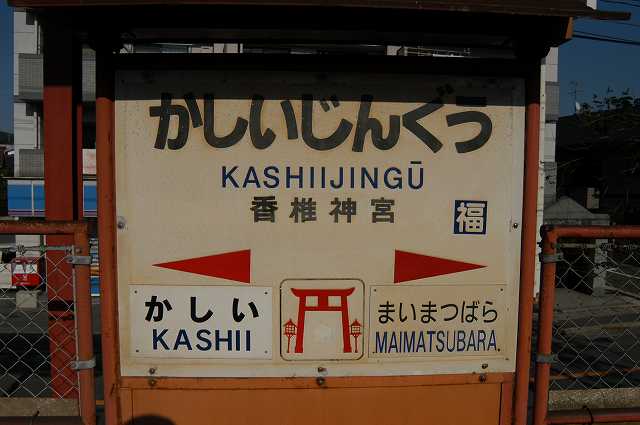 かしいじんぐう
KASHIIJINGŪ
香椎神宮
福
かしい
KASHII
まいまつばら
MAIMATSUBARA